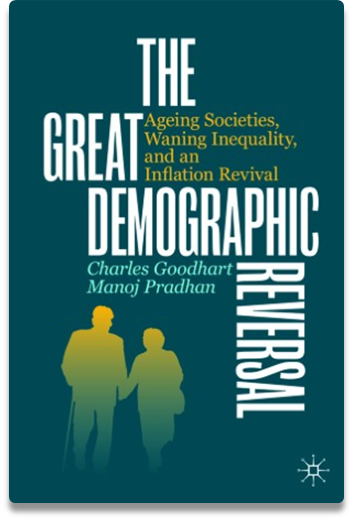 THE
GREAT
Ageing Societies,
Waning Inequality,
and an
Inflation Revival
DEMOGRAPHIC
REVERSAL
Charles Goodhart
Manoj Pradhan